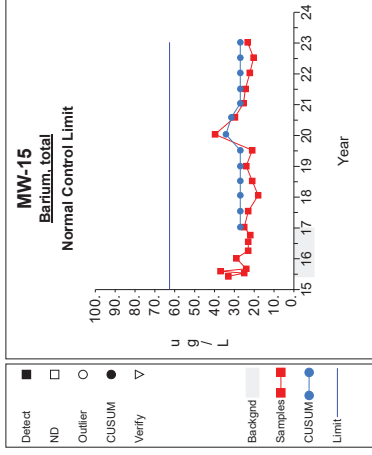 MW-15
Barium, total
Normal Control Limit
100.
90.
80.
70.
60.
50.
40.
30.
20.
10.
0.
u
g
/
L
15 16 17 18 19 20 21 22 23 24
Year
Detect
ND
Outlier
CUSUM
Verify
Backgnd
Samples
CUSUM
Limit